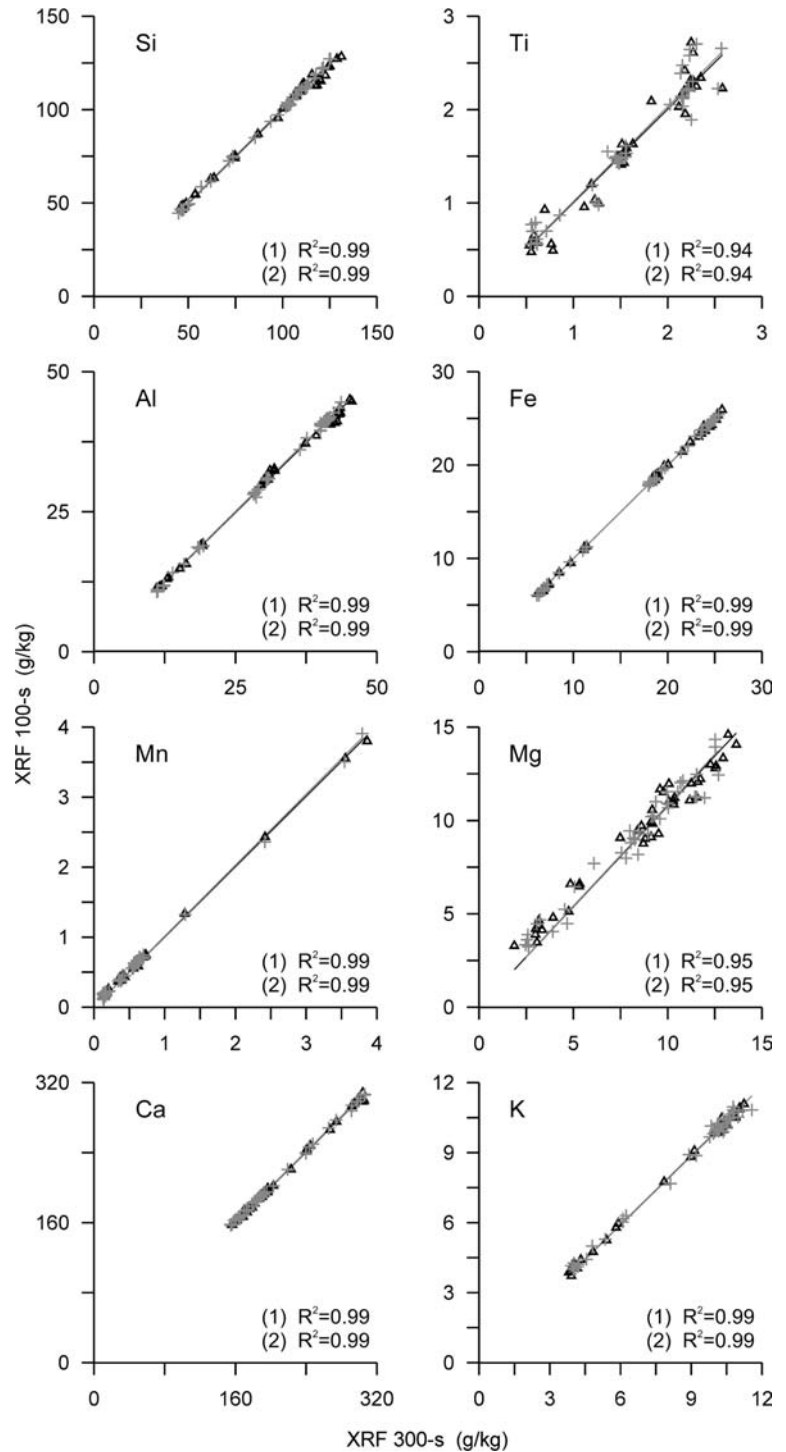 150
100
50
0
Si
(1) R²=0.99
(2) R²=0.99
0 50 100 150
3
2
1
0
Ti
(1) R²=0.94
(2) R²=0.94
0 1 2 3
50
25
0
Al
(1) R²=0.99
(2) R²=0.99
0 25 50
30
20
10
0
Fe
(1) R²=0.99
(2) R²=0.99
0 10 20 30
XRF 100-s (g/kg)
4
3
2
1
0
Mn
(1) R²=0.99
(2) R²=0.99
0 1 2 3 4
15
10
5
0
Mg
(1) R²=0.95
(2) R²=0.95
0 5 10 15
320
160
0
Ca
(1) R²=0.99
(2) R²=0.99
0 160 320
12
9
6
3
0
K
(1) R²=0.99
(2) R²=0.99
0 3 6 9 12
XRF 300-s (g/kg)